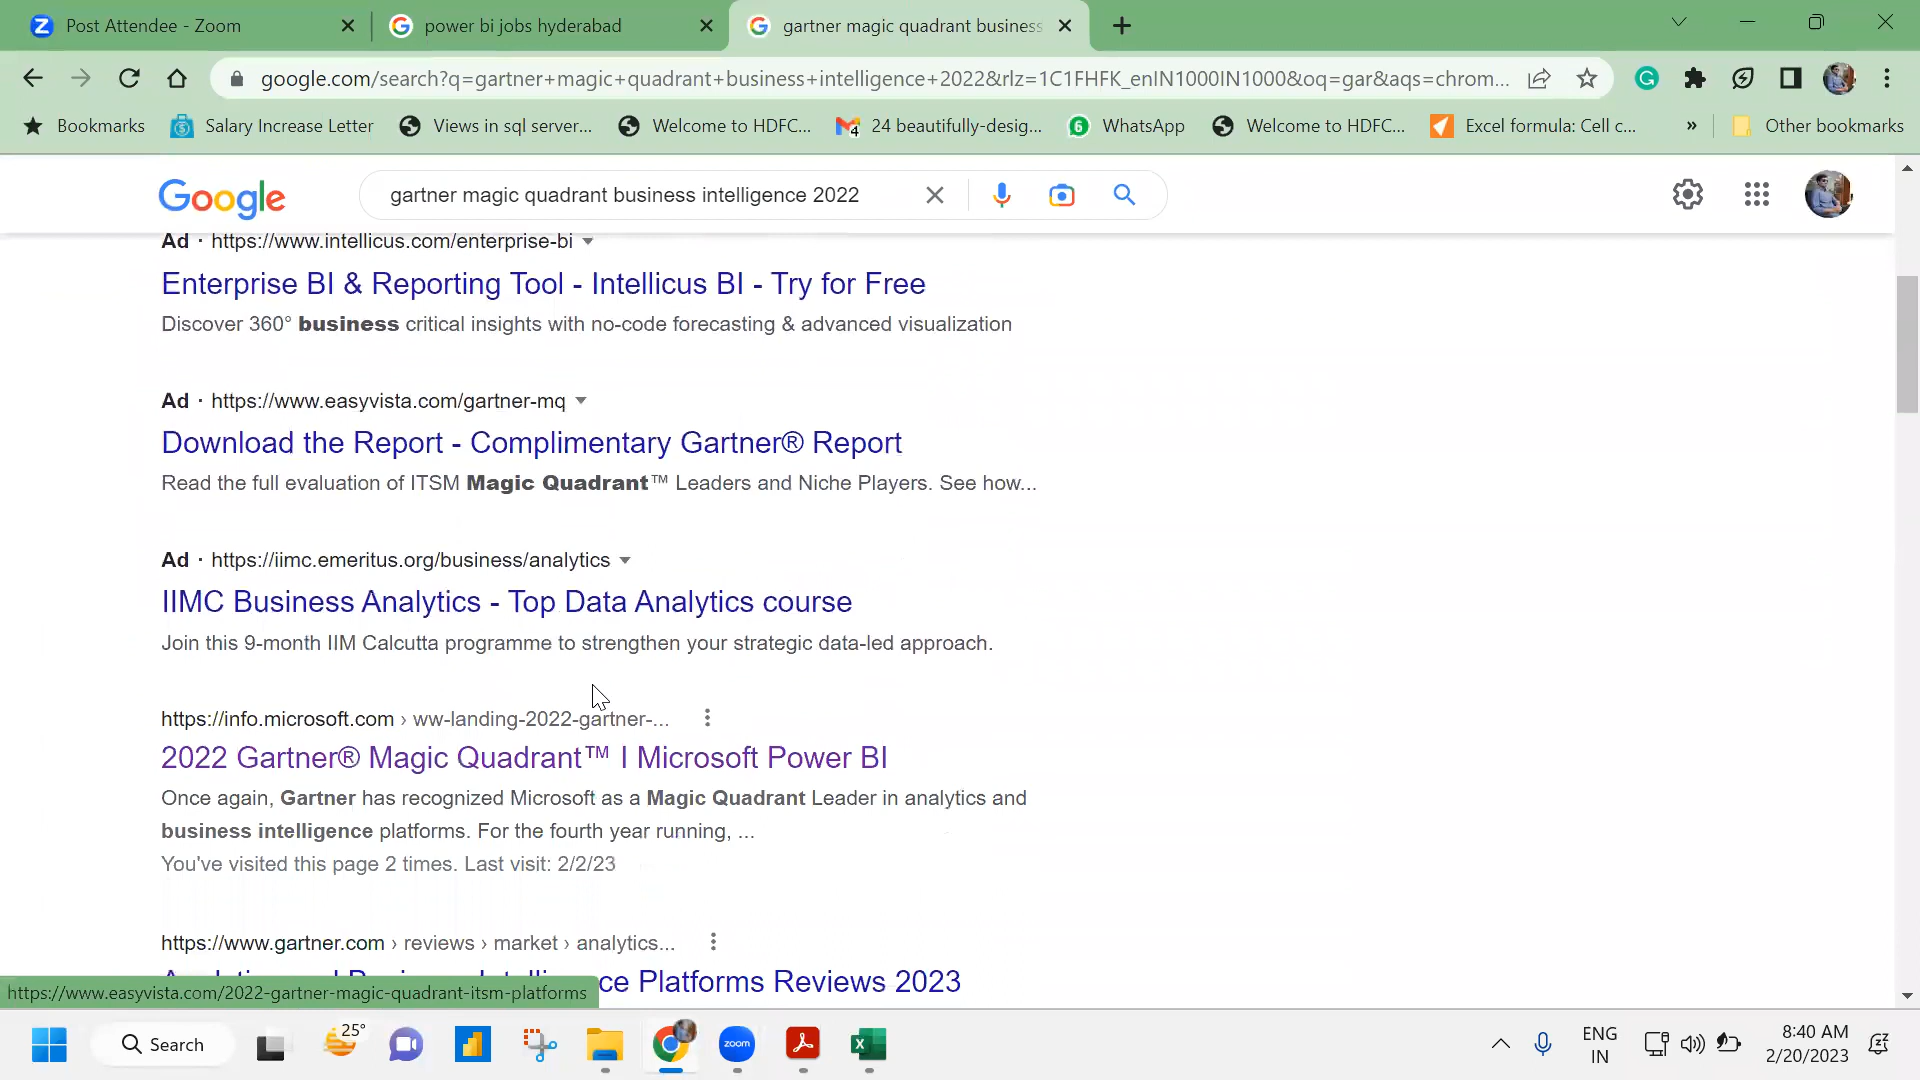 Post Attendee - Zoom
power bi jobs hyderabad
gartner magic quadrant business
google.com/search?q=gartner+magic+quadrant+business+intelligence+2022&rlz=1C1FHFK_enIN1000IN1000&oq=gar&aqs=chrom...
Bookmarks
Salary Increase Letter
Views in sql server...
Welcome to HDFC...
24 beautifully-desig...
WhatsApp
Welcome to HDFC...
Excel formula: Cell c...
»
Other bookmarks
Google
gartner magic quadrant business intelligence 2022
Ad · https://www.intellicus.com/enterprise-bi
Enterprise BI & Reporting Tool - Intellicus BI - Try for Free
Discover 360° business critical insights with no-code forecasting & advanced visualization
Ad · https://www.easyvista.com/gartner-mq
Download the Report - Complimentary Gartner® Report
Read the full evaluation of ITSM Magic Quadrant™ Leaders and Niche Players. See how...
Ad · https://iimc.emeritus.org/business/analytics
IIMC Business Analytics - Top Data Analytics course
Join this 9-month IIM Calcutta programme to strengthen your strategic data-led approach.
https://info.microsoft.com › ww-landing-2022-gartner-...
2022 Gartner® Magic Quadrant™ I Microsoft Power BI
Once again, Gartner has recognized Microsoft as a Magic Quadrant Leader in analytics and
business intelligence platforms. For the fourth year running, ...
You've visited this page 2 times. Last visit: 2/2/23
https://www.gartner.com › reviews › market › analytics...
Platforms Reviews 2023
https://www.easyvista.com/2022-gartner-magic-quadrant-itsm-platforms
Search
25°
zoom
ENG
IN
8:40 AM
2/20/2023